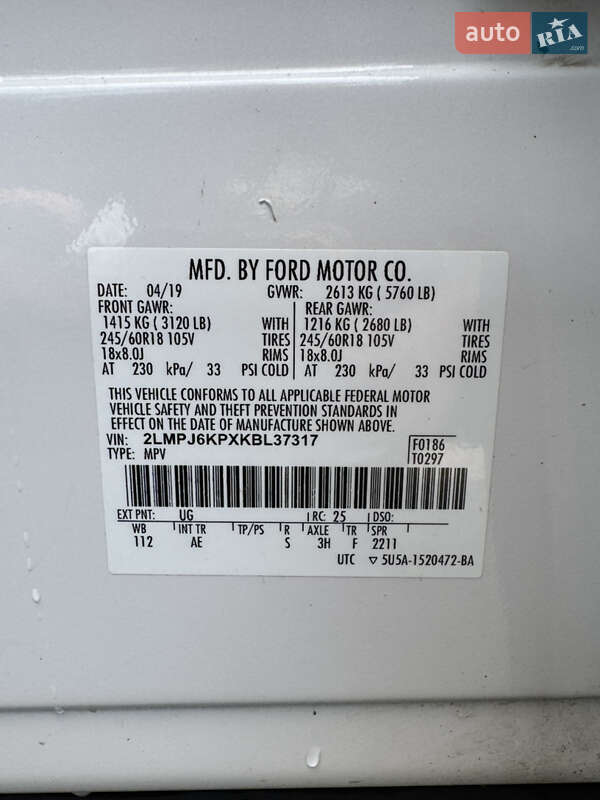 auto RIA.com
MFD. BY FORD MOTOR CO.
DATE: 04/19 GVWR: 2613 KG ( 5760 LB)
FRONT GAWR: REAR GAWR:
1415 KG ( 3120 LB) WITH 1216 KG ( 2680 LB) WITH
245/60R18 105V TIRES 245/60R18 105V TIRES
18x8.0J RIMS 18x8.0J RIMS
AT 230 kPa/ 33 PSI COLD AT 230 kPa/ 33 PSI COLD
THIS VEHICLE CONFORMS TO ALL APPLICABLE FEDERAL MOTOR
VEHICLE SAFETY AND THEFT PREVENTION STANDARDS IN
EFFECT ON THE DATE OF MANUFACTURE SHOWN ABOVE.
VIN: 2LMPJ6KPXKBL37317 F0186
TYPE: MPV T0297
EXT PNT: UG RC: 25 DSO:
WB INT TR TP/PS R AXLE TR SPR
112 AE S 3H F 2211
UTC ▽ 5U5A-1520472-BA